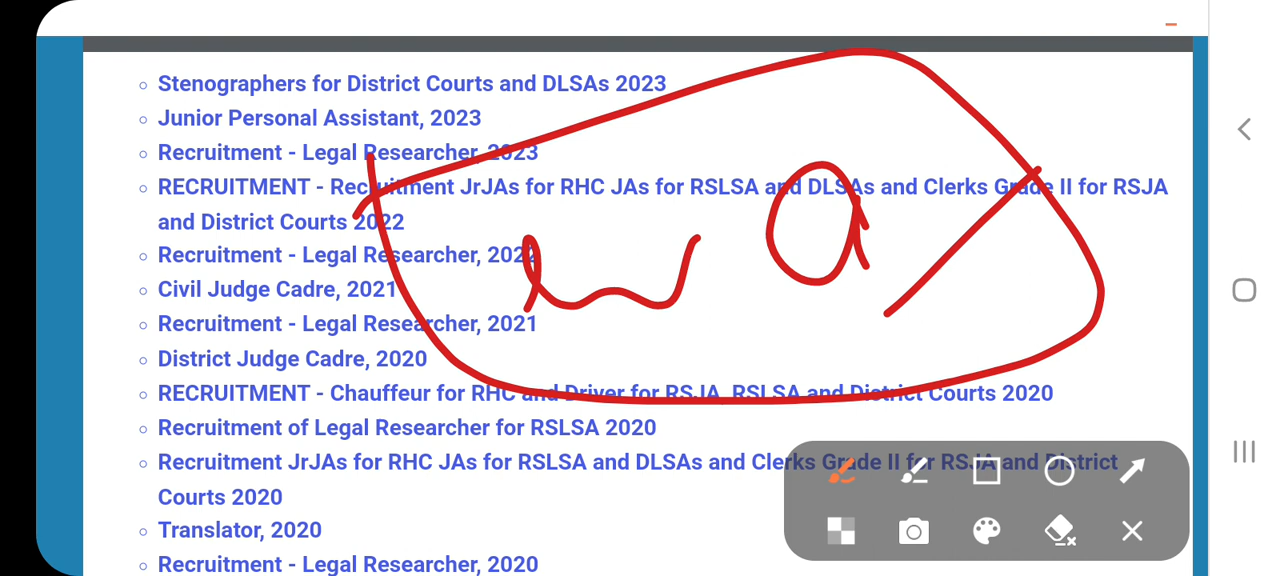 Stenographers for District Courts and DLSAs 2023
Junior Personal Assistant, 2023
Recruitment - Legal Researcher, 2023
RECRUITMENT - Recruitment JrJAs for RHC JAs for RSLSA and DLSAs and Clerks Grade II for RSJA
and District Courts 2022
Recruitment - Legal Researcher, 2022
Civil Judge Cadre, 2021
Recruitment - Legal Researcher, 2021
District Judge Cadre, 2020
RECRUITMENT - Chauffeur for RHC and Driver for RSJA, RSLSA and District Courts 2020
Recruitment of Legal Researcher for RSLSA 2020
Recruitment JrJAs for RHC JAs for RSLSA and DLSAs and Clerks Grade II for RSJA and District
Courts 2020
Translator, 2020
Recruitment - Legal Researcher, 2020